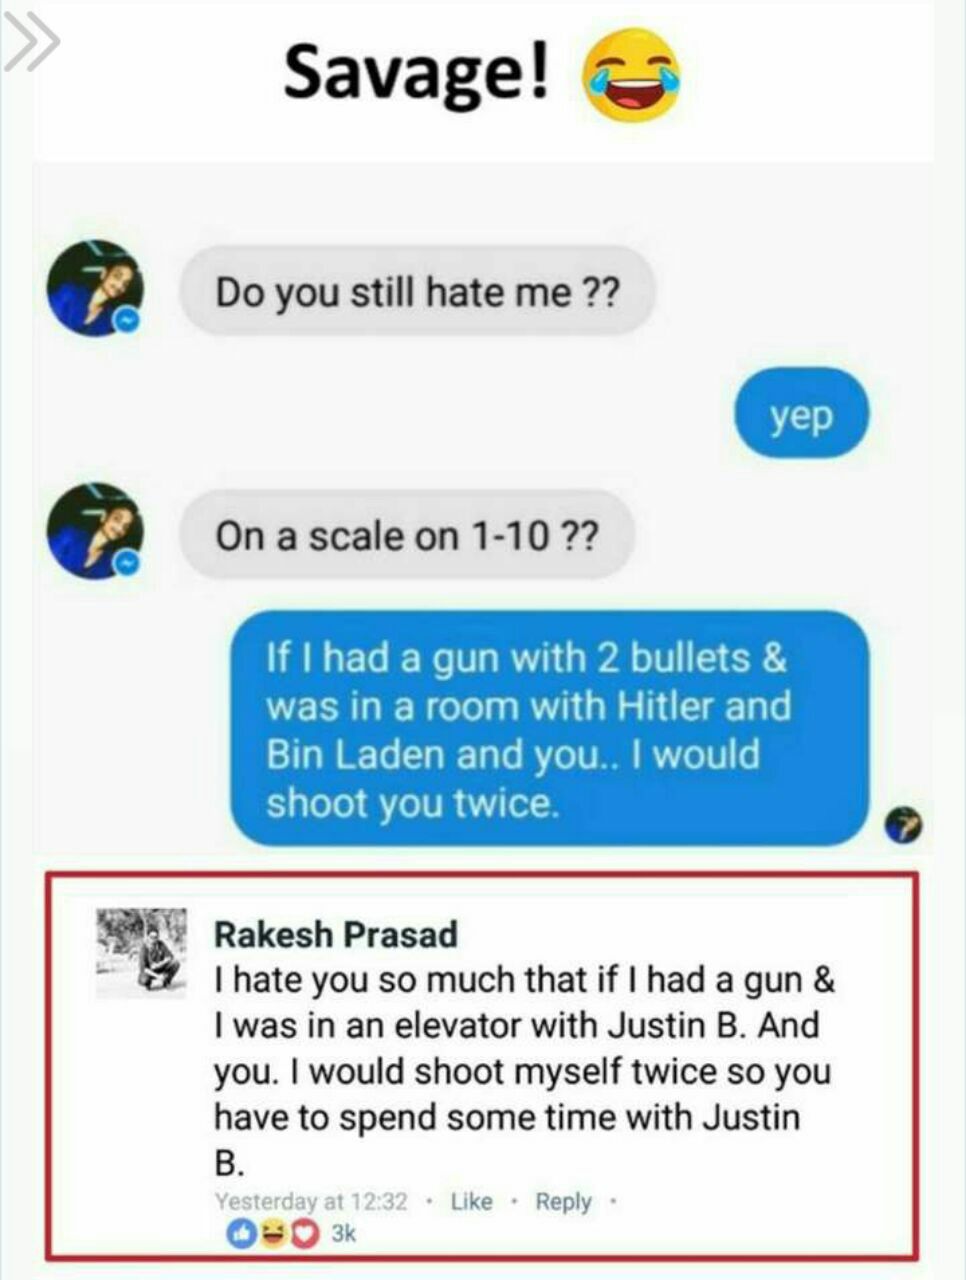 Savage! 😂
Do you still hate me ??
yep
On a scale on 1-10 ??
If I had a gun with 2 bullets &
was in a room with Hitler and
Bin Laden and you.. I would
shoot you twice.
Rakesh Prasad
I hate you so much that if I had a gun &
I was in an elevator with Justin B. And
you. I would shoot myself twice so you
have to spend some time with Justin
B.
Yesterday at 12:32 · Like · Reply ·
3k